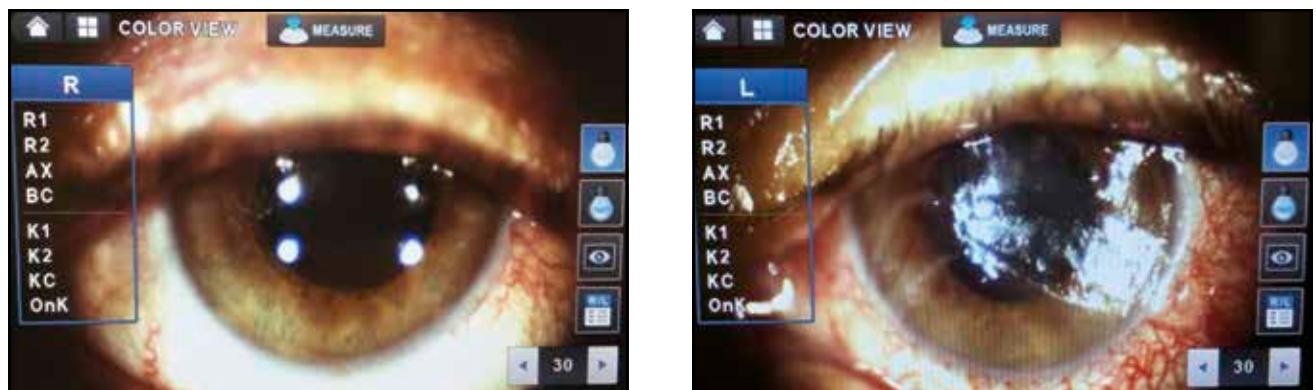 COLOR VIEW MEASURE
R
R1
R2
AX
BC
K1
K2
KC
OnK
R/L
30
COLOR VIEW MEASURE
L
R1
R2
AX
BC
K1
K2
KC
OnK
R/L
30